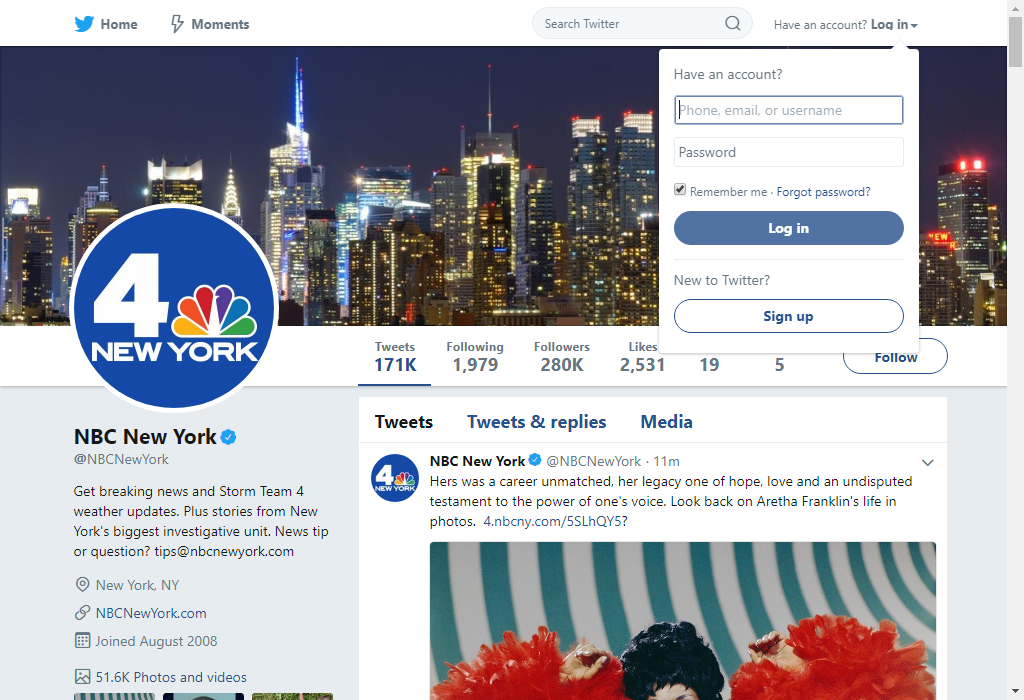 Home
Moments
Search Twitter
Have an account? Log in
Have an account?
Phone, email, or username
Password
Remember me · Forgot password?
Log in
New to Twitter?
Sign up
NEW
4
NEW YORK
Tweets
171K
Following
1,979
Followers
280K
Likes
2,531
19
5
Follow
NBC New York
@NBCNewYork
Get breaking news and Storm Team 4
weather updates. Plus stories from New
York's biggest investigative unit. News tip
or question? tips@nbcnewyork.com
New York, NY
NBCNewYork.com
Joined August 2008
51.6K Photos and videos
Tweets
Tweets & replies
Media
4
NEW YORK
NBC New York @NBCNewYork · 11m
Hers was a career unmatched, her legacy one of hope, love and an undisputed
testament to the power of one's voice. Look back on Aretha Franklin's life in
photos. 4.nbcny.com/5SLhQY5?